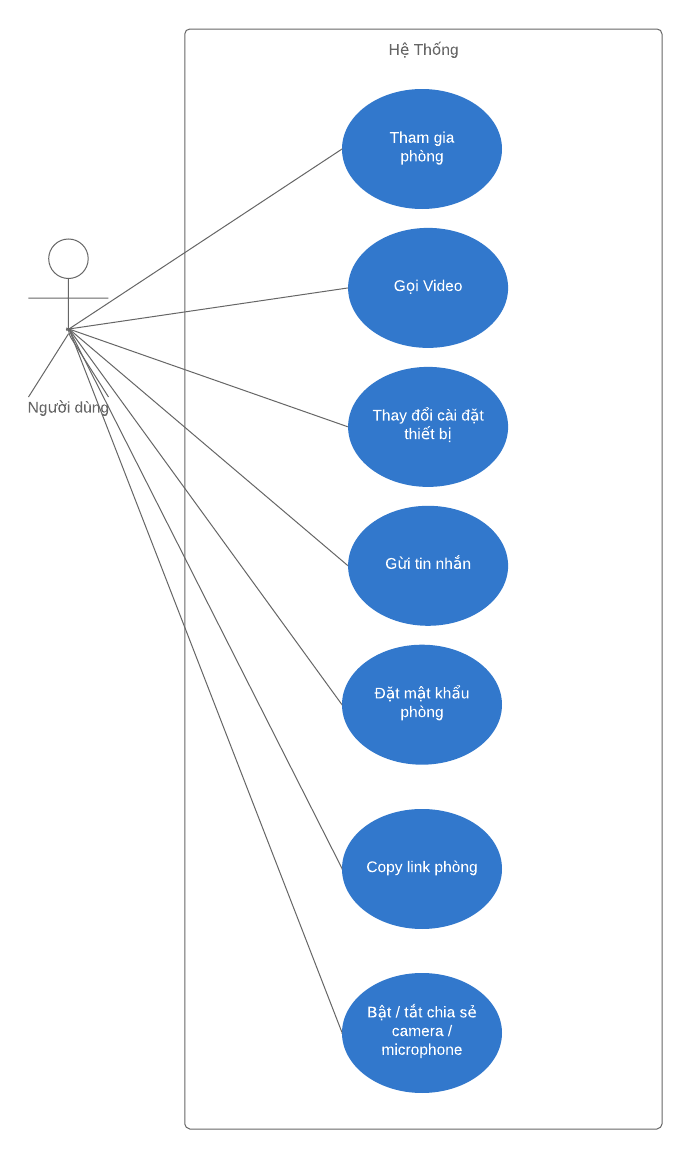 Hệ Thống
Tham gia
phòng
Gọi Video
Thay đổi cài đặt
thiết bị
Người dùng
Gừi tin nhắn
Đặt mật khẩu
phòng
Copy link phòng
Bật / tắt chia sẻ
camera /
microphone